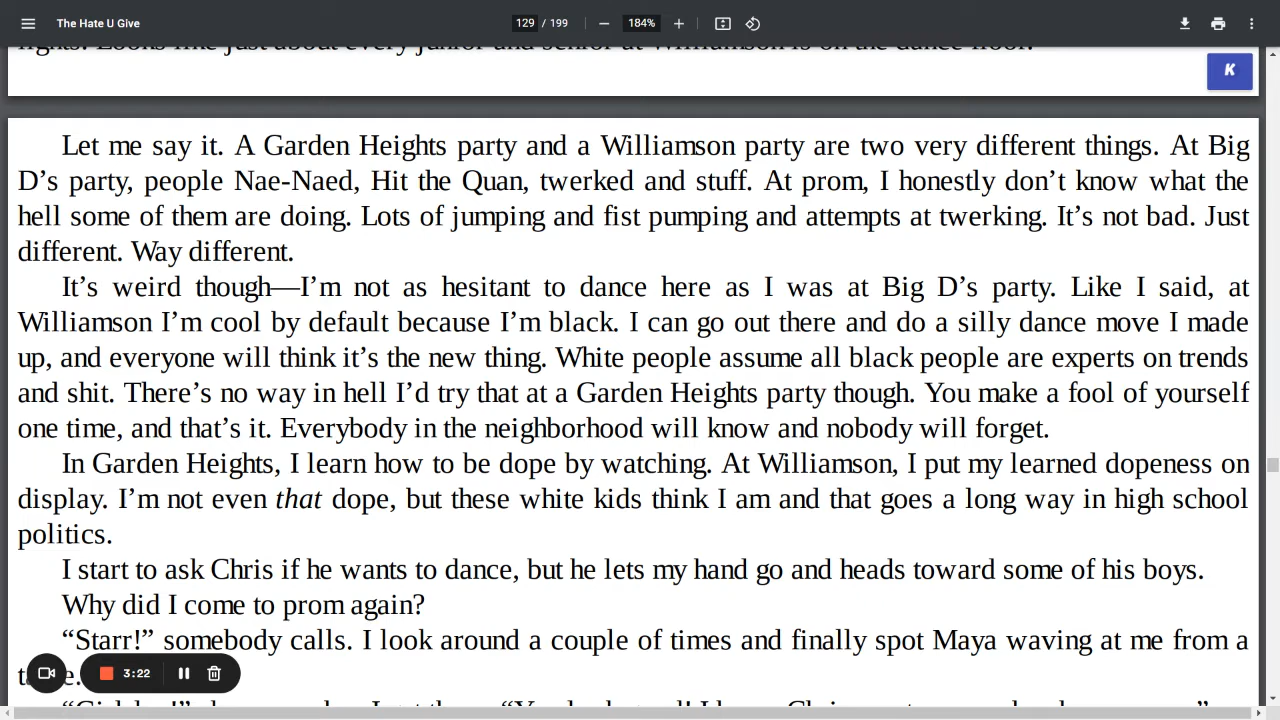 The Hate U Give
129 / 199
184%
K
Let me say it. A Garden Heights party and a Williamson party are two very different things. At Big
D’s party, people Nae-Naed, Hit the Quan, twerked and stuff. At prom, I honestly don’t know what the
hell some of them are doing. Lots of jumping and fist pumping and attempts at twerking. It’s not bad. Just
different. Way different.
It’s weird though—I’m not as hesitant to dance here as I was at Big D’s party. Like I said, at
Williamson I’m cool by default because I’m black. I can go out there and do a silly dance move I made
up, and everyone will think it’s the new thing. White people assume all black people are experts on trends
and shit. There’s no way in hell I’d try that at a Garden Heights party though. You make a fool of yourself
one time, and that’s it. Everybody in the neighborhood will know and nobody will forget.
In Garden Heights, I learn how to be dope by watching. At Williamson, I put my learned dopeness on
display. I’m not even that dope, but these white kids think I am and that goes a long way in high school
politics.
I start to ask Chris if he wants to dance, but he lets my hand go and heads toward some of his boys.
Why did I come to prom again?
“Starr!” somebody calls. I look around a couple of times and finally spot Maya waving at me from a
3:22